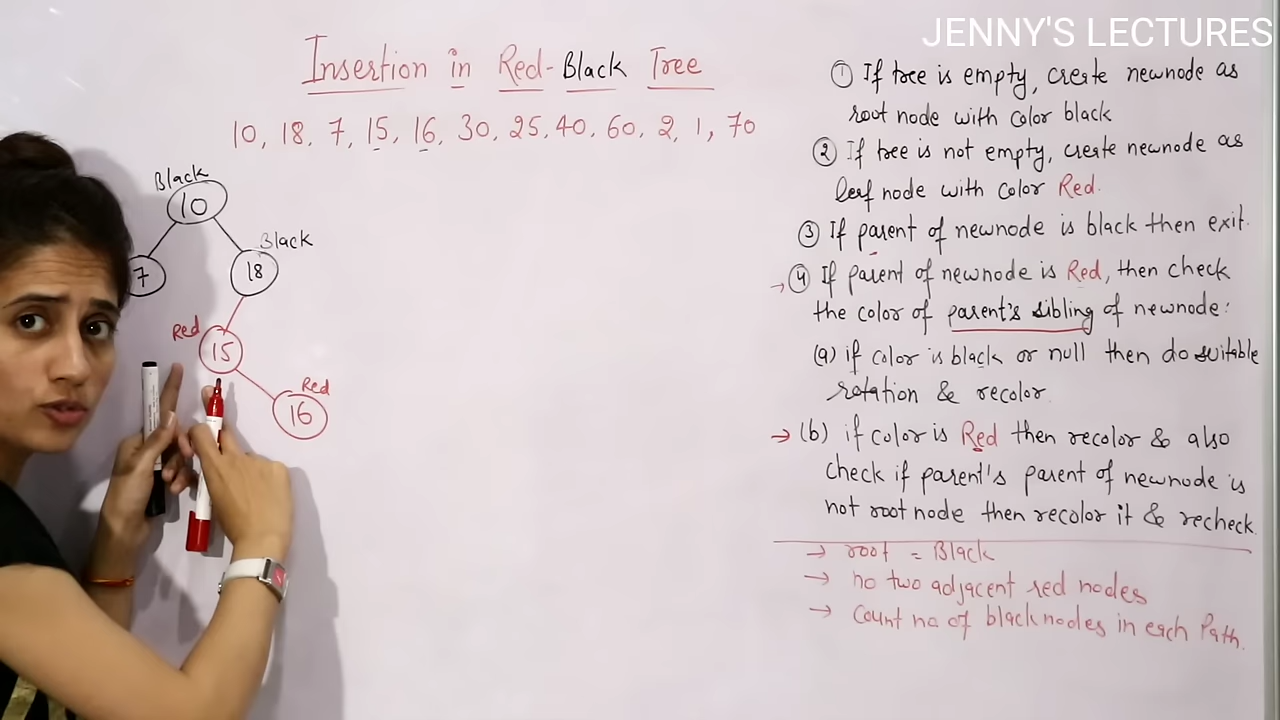 JENNY'S LECTURES
Insertion in Red-Black Tree
10, 18, 7, 15, 16, 30, 25, 40, 60, 2, 1, 70
Black
10
Black
7
18
Red
15
Red
16
① If tree is empty, create newnode as
root node with color black
② If tree is not empty, create newnode as
leaf node with color Red.
③ If parent of newnode is black then exit.
→ ④ If parent of newnode is Red, then check
the color of parent's sibling of newnode:
(a) if color is black or null then do suitable
rotation & recolor
→ (b) if color is Red then recolor & also
check if parent's parent of newnode is
not root node then recolor it & recheck
→ root = Black
→ no two adjacent red nodes
→ Count no of black nodes in each Path.